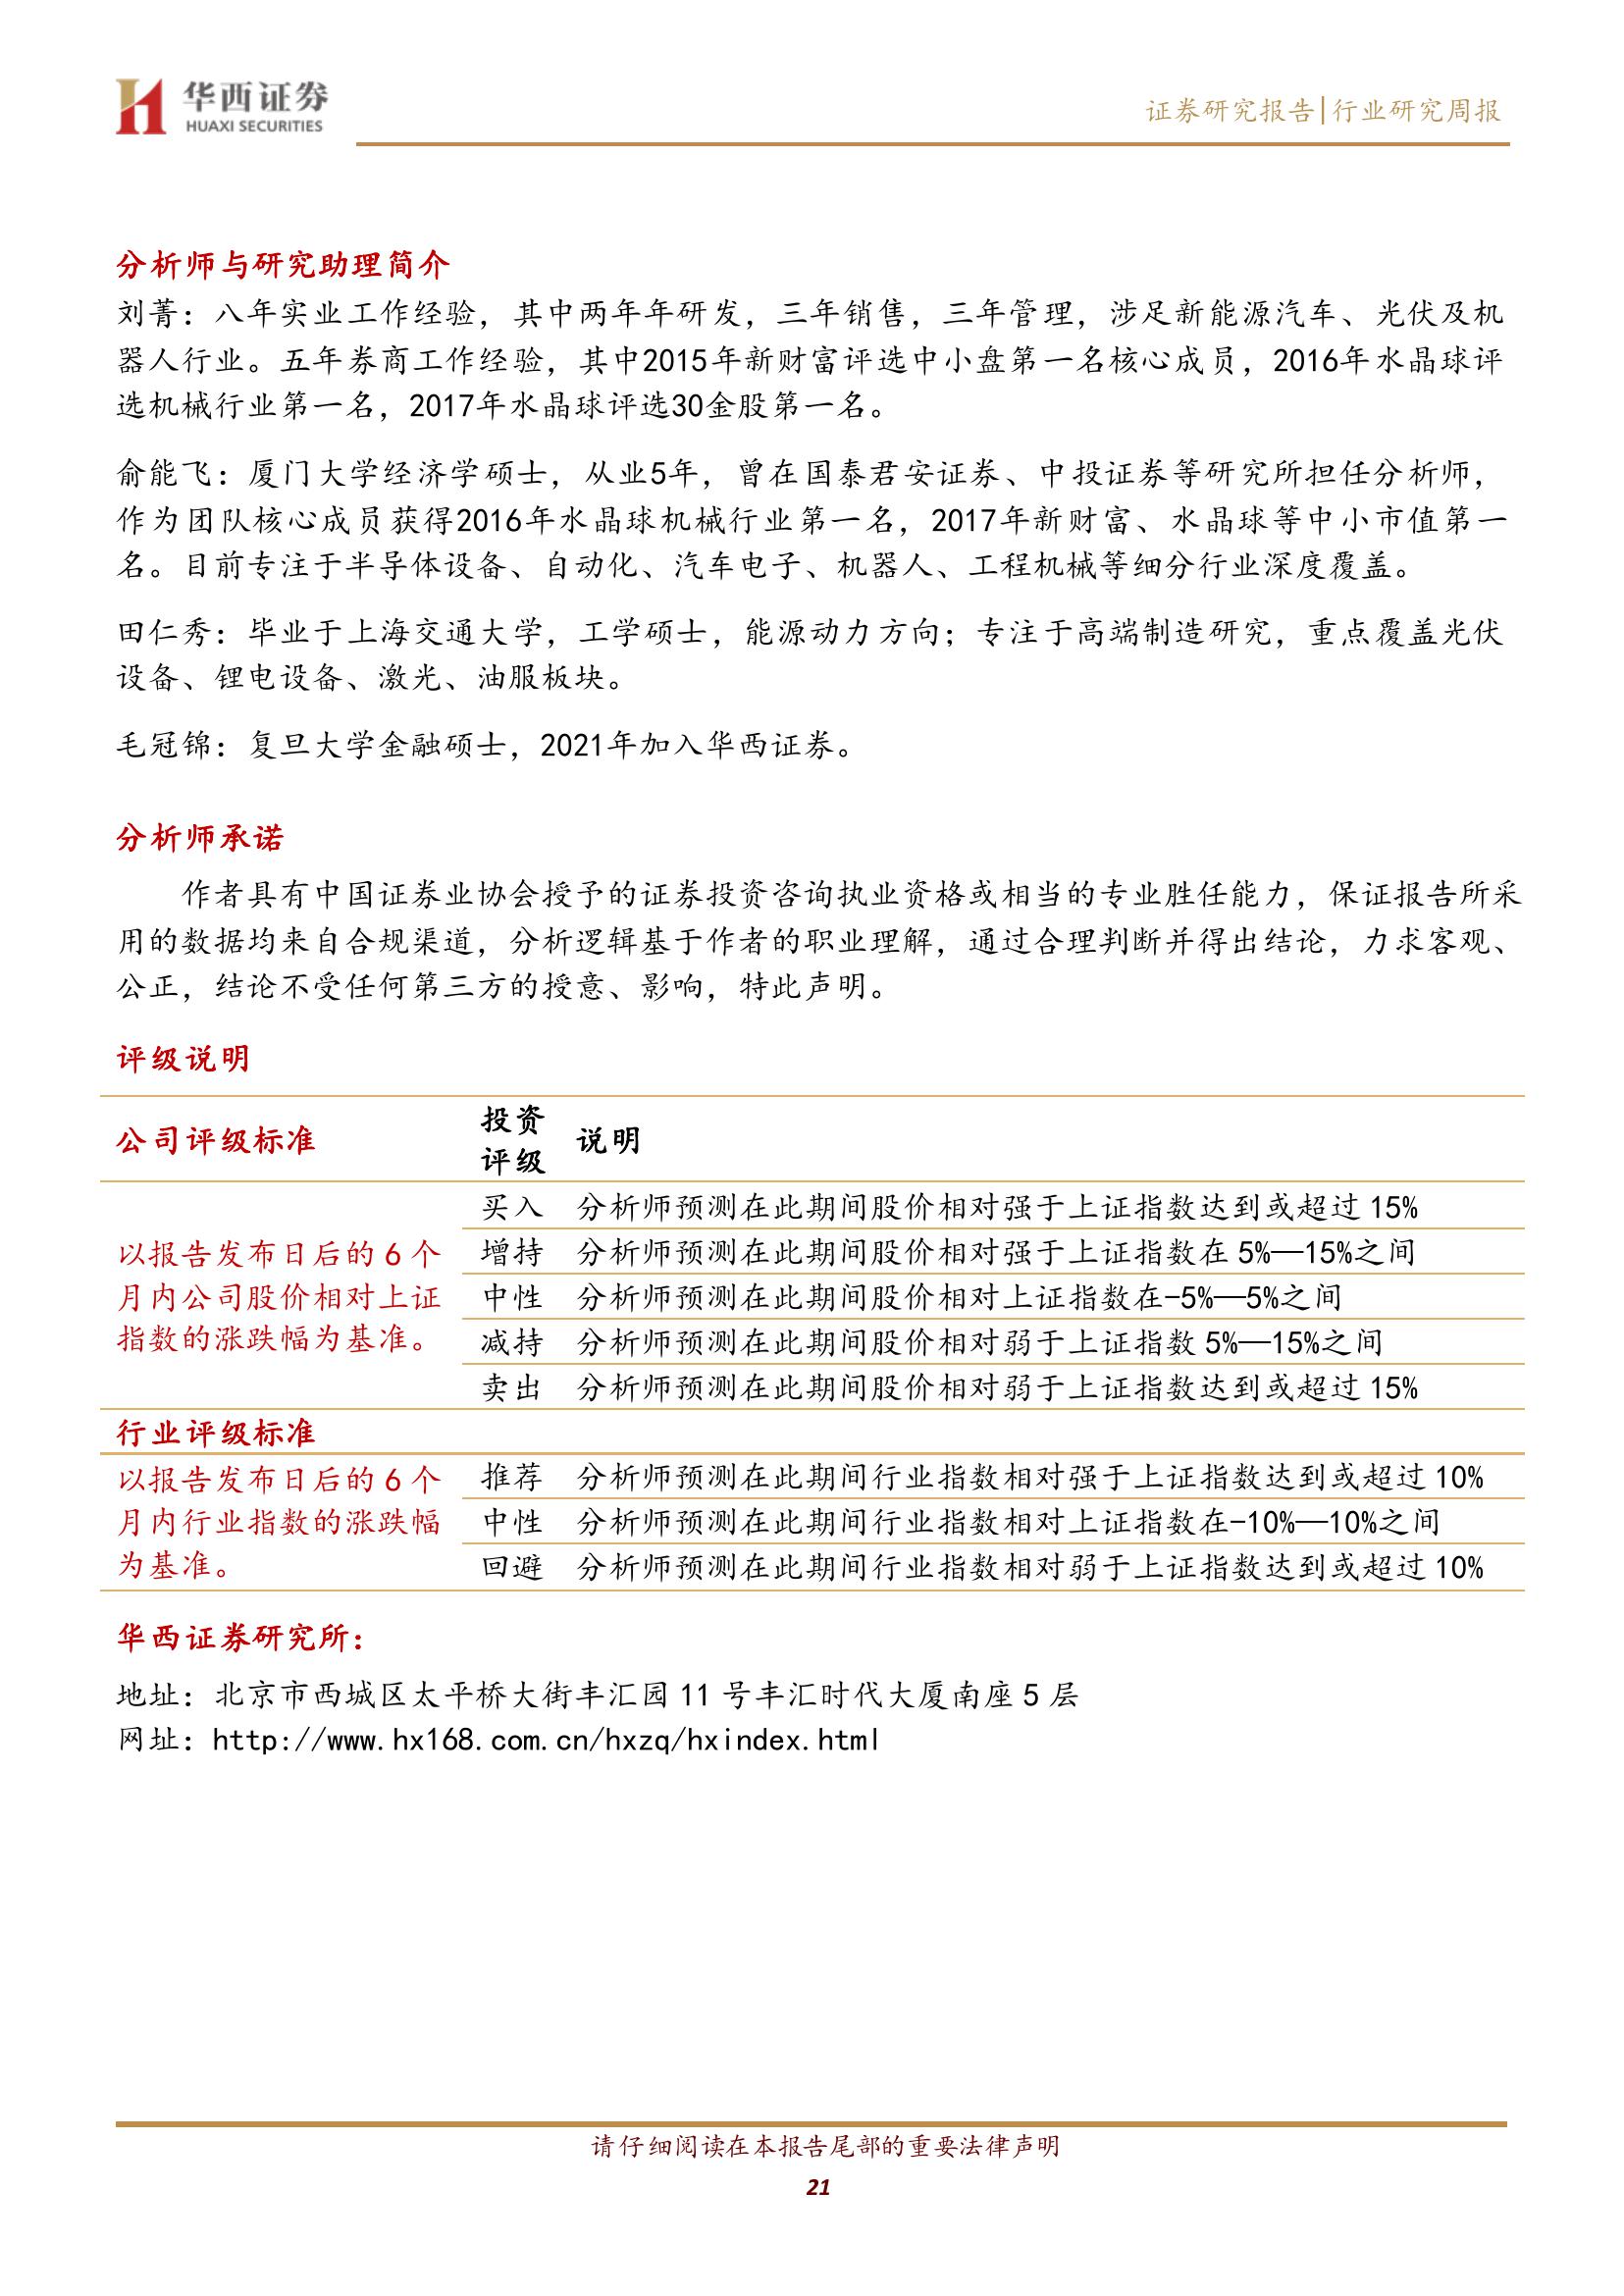 华西证券
HUAXI SECURITIES
证券研究报告|行业研究周报
分析师与研究助理简介
刘菁：八年实业工作经验，其中两年年研发，三年销售，三年管理，涉足新能源汽车、光伏及机
器人行业。五年券商工作经验，其中2015年新财富评选中小盘第一名核心成员，2016年水晶球评
选机械行业第一名，2017年水晶球评选30金股第一名。
俞能飞：厦门大学经济学硕士，从业5年，曾在国泰君安证券、中投证券等研究所担任分析师，
作为团队核心成员获得2016年水晶球机械行业第一名，2017年新财富、水晶球等中小市值第一
名。目前专注于半导体设备、自动化、汽车电子、机器人、工程机械等细分行业深度覆盖。
田仁秀：毕业于上海交通大学，工学硕士，能源动力方向；专注于高端制造研究，重点覆盖光伏
设备、锂电设备、激光、油服板块。
毛冠锦：复旦大学金融硕士，2021年加入华西证券。
分析师承诺
作者具有中国证券业协会授予的证券投资咨询执业资格或相当的专业胜任能力，保证报告所采
用的数据均来自合规渠道，分析逻辑基于作者的职业理解，通过合理判断并得出结论，力求客观、
公正，结论不受任何第三方的授意、影响，特此声明。
评级说明
公司评级标准
投资
评级
说明
以报告发布日后的 6 个
月内公司股价相对上证
指数的涨跌幅为基准。
买入 分析师预测在此期间股价相对强于上证指数达到或超过 15%
增持 分析师预测在此期间股价相对强于上证指数在 5%—15%之间
中性 分析师预测在此期间股价相对上证指数在-5%—5%之间
减持 分析师预测在此期间股价相对弱于上证指数 5%—15%之间
卖出 分析师预测在此期间股价相对弱于上证指数达到或超过 15%
行业评级标准
以报告发布日后的 6 个
月内行业指数的涨跌幅
为基准。
推荐 分析师预测在此期间行业指数相对强于上证指数达到或超过 10%
中性 分析师预测在此期间行业指数相对上证指数在-10%—10%之间
回避 分析师预测在此期间行业指数相对弱于上证指数达到或超过 10%
华西证券研究所：
地址：北京市西城区太平桥大街丰汇园 11 号丰汇时代大厦南座 5 层
网址：http://www.hx168.com.cn/hxzq/hxindex.html
请仔细阅读在本报告尾部的重要法律声明
21